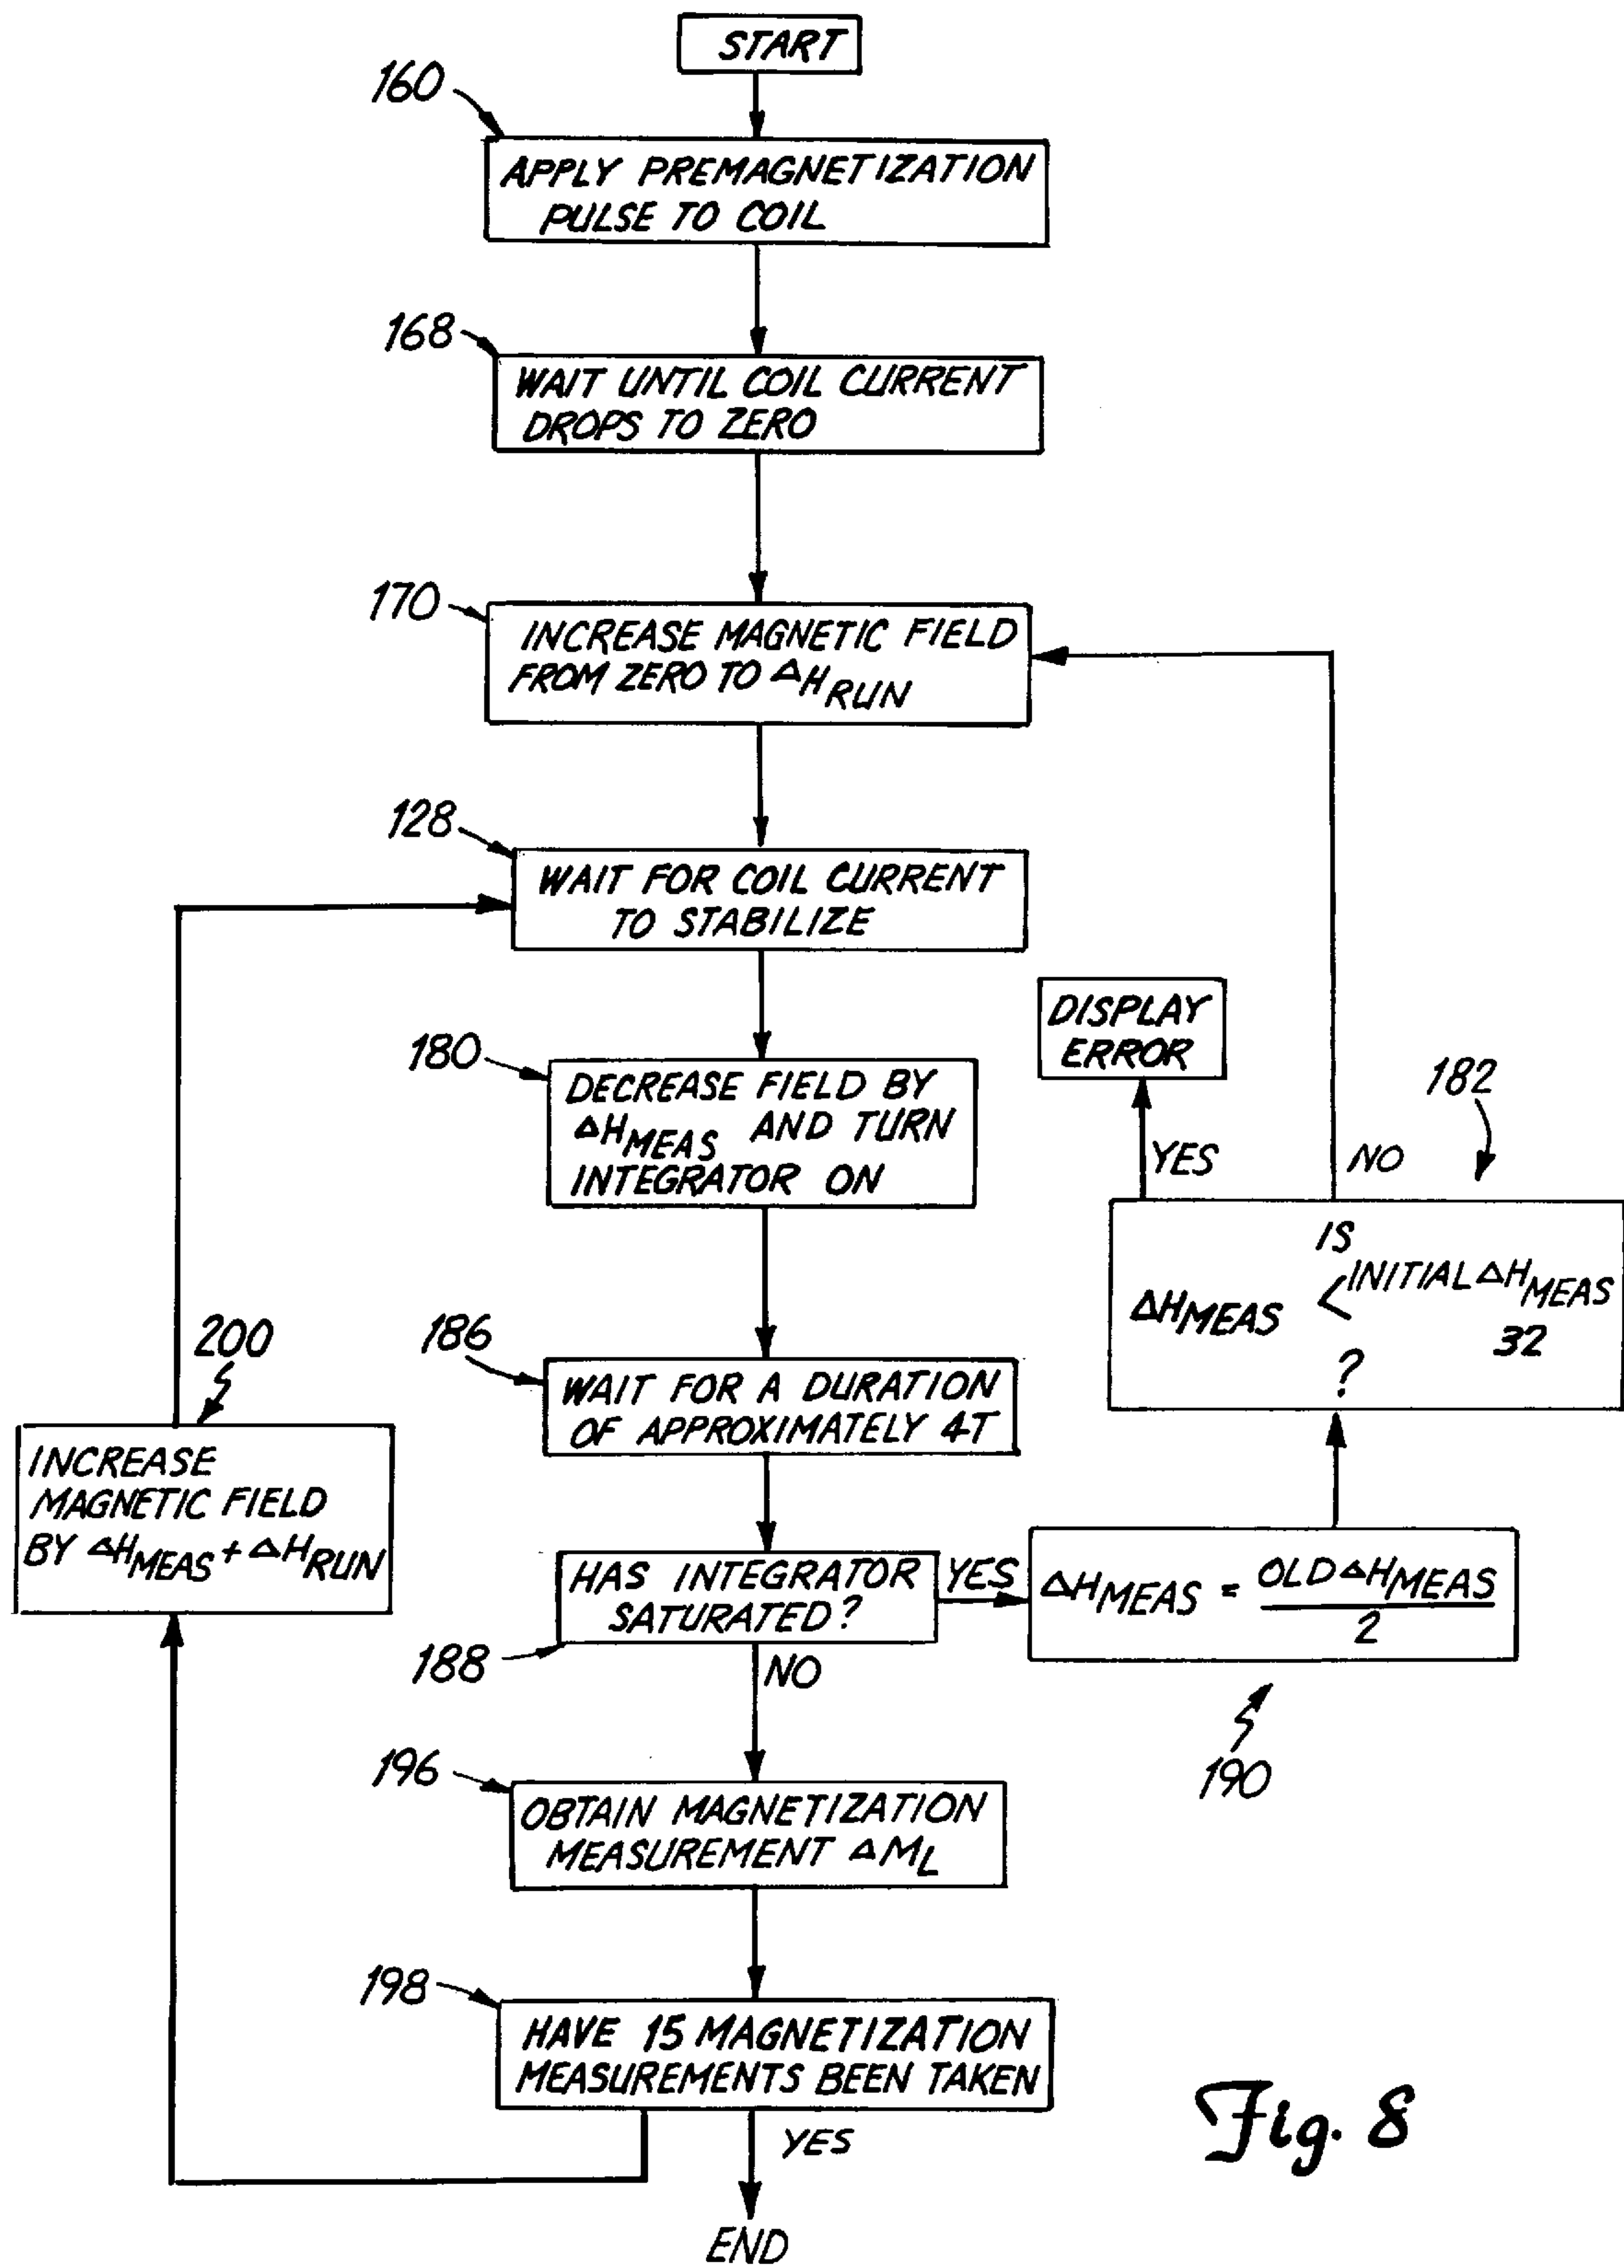 START
160
APPLY PREMAGNETIZATION
PULSE TO COIL
168
WAIT UNTIL COIL CURRENT
DROPS TO ZERO
170
INCREASE MAGNETIC FIELD
FROM ZERO TO ΔH RUN
128
WAIT FOR COIL CURRENT
TO STABILIZE
180
DECREASE FIELD BY
ΔH MEAS AND TURN
INTEGRATOR ON
DISPLAY
ERROR
182
YES
NO
IS
ΔH MEAS < INITIAL ΔH MEAS
32
?
186
WAIT FOR A DURATION
OF APPROXIMATELY 4T
200
INCREASE
MAGNETIC FIELD
BY ΔH MEAS + ΔH RUN
HAS INTEGRATOR
SATURATED?
188
YES
ΔH MEAS = OLD ΔH MEAS
2
190
NO
196
OBTAIN MAGNETIZATION
MEASUREMENT ΔML
198
HAVE 15 MAGNETIZATION
MEASUREMENTS BEEN TAKEN
YES
END
Fig. 8